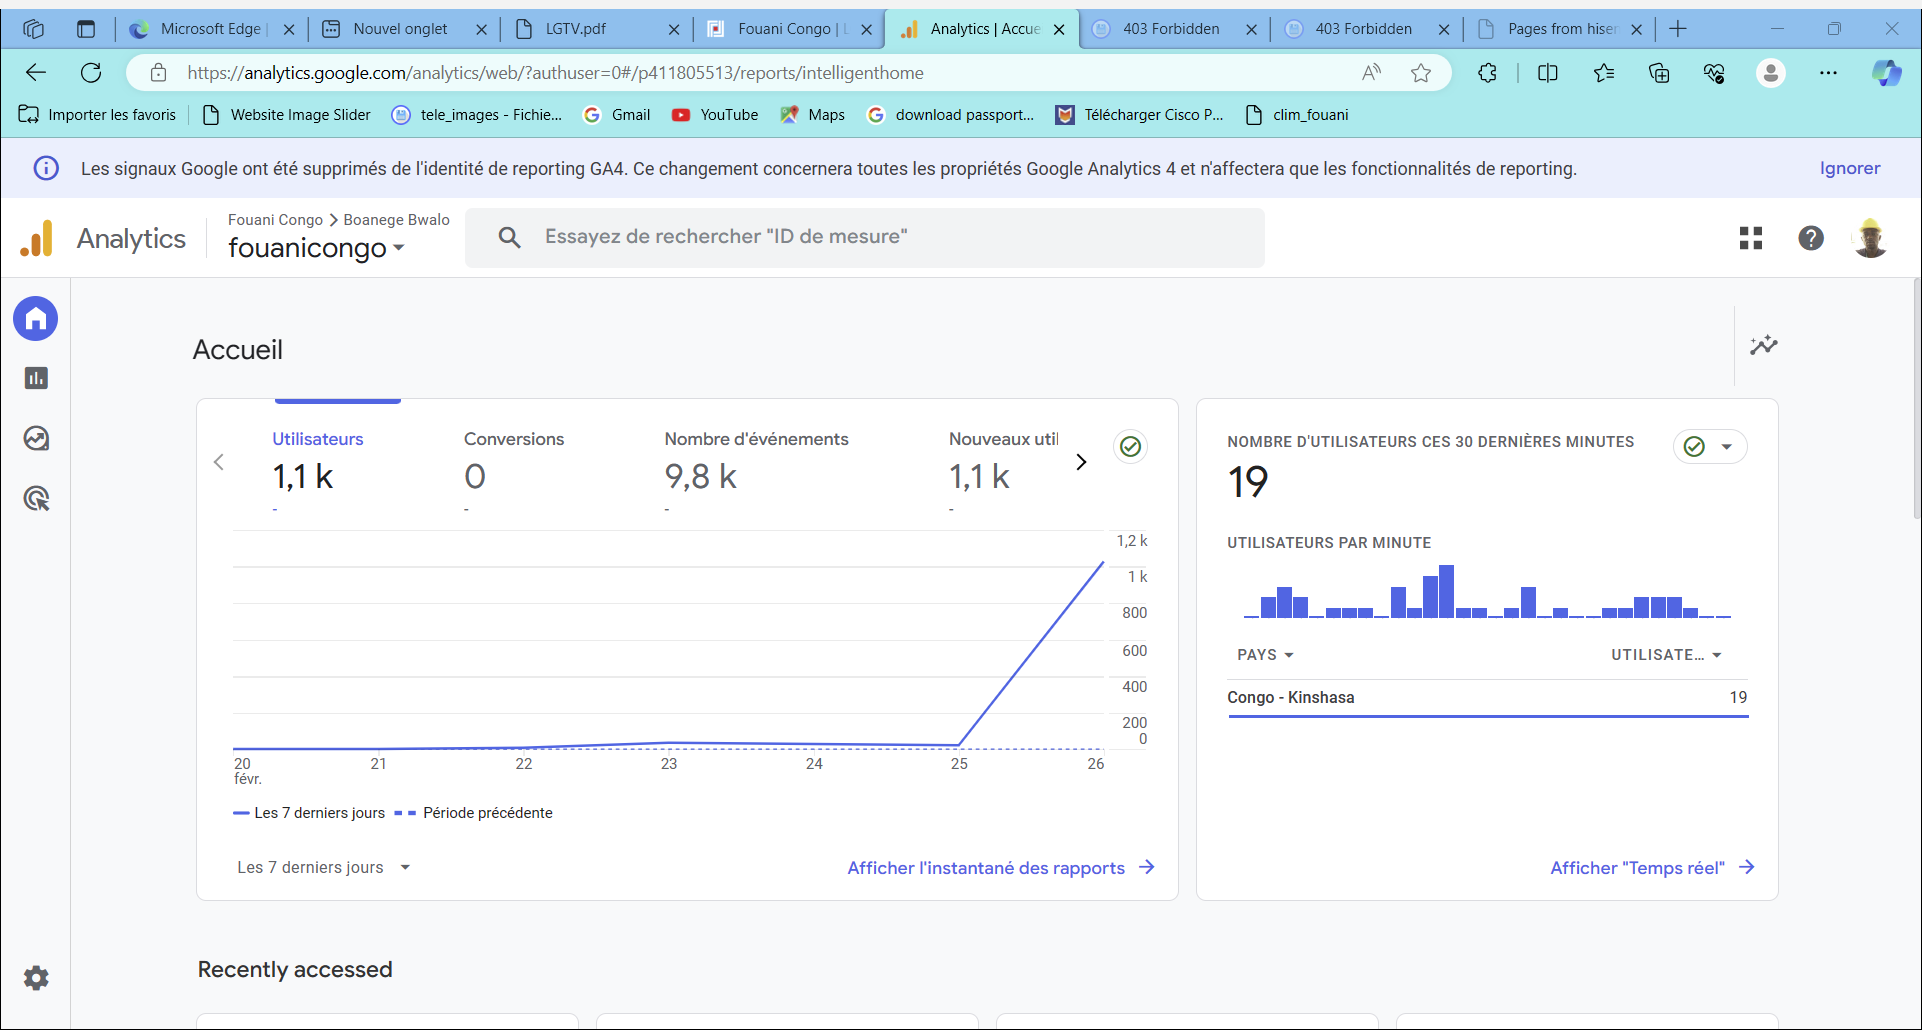 Microsoft Edge |
Nouvel onglet
LGTV.pdf
Fouani Congo | L
Analytics | Accue
403 Forbidden
403 Forbidden
Pages from hisen
https://analytics.google.com/analytics/web/?authuser=0#/p411805513/reports/intelligenthome
Importer les favoris
Website Image Slider
tele_images - Fichie...
Gmail
YouTube
Maps
download passport...
Télécharger Cisco P...
clim_fouani
Les signaux Google ont été supprimés de l'identité de reporting GA4. Ce changement concernera toutes les propriétés Google Analytics 4 et n'affectera que les fonctionnalités de reporting.
Ignorer
Analytics
Fouani Congo > Boanege Bwalo
fouanicongo
Essayez de rechercher "ID de mesure"
Accueil
Utilisateurs
1,1 k
-
Conversions
0
-
Nombre d'événements
9,8 k
-
Nouveaux util
1,1 k
-
1,2 k
1 k
800
600
400
200
0
20 févr.
21
22
23
24
25
26
Les 7 derniers jours
Période précédente
Les 7 derniers jours
Afficher l'instantané des rapports
NOMBRE D'UTILISATEURS CES 30 DERNIÈRES MINUTES
19
UTILISATEURS PAR MINUTE
PAYS
UTILISATE...
Congo - Kinshasa
19
Afficher "Temps réel"
Recently accessed